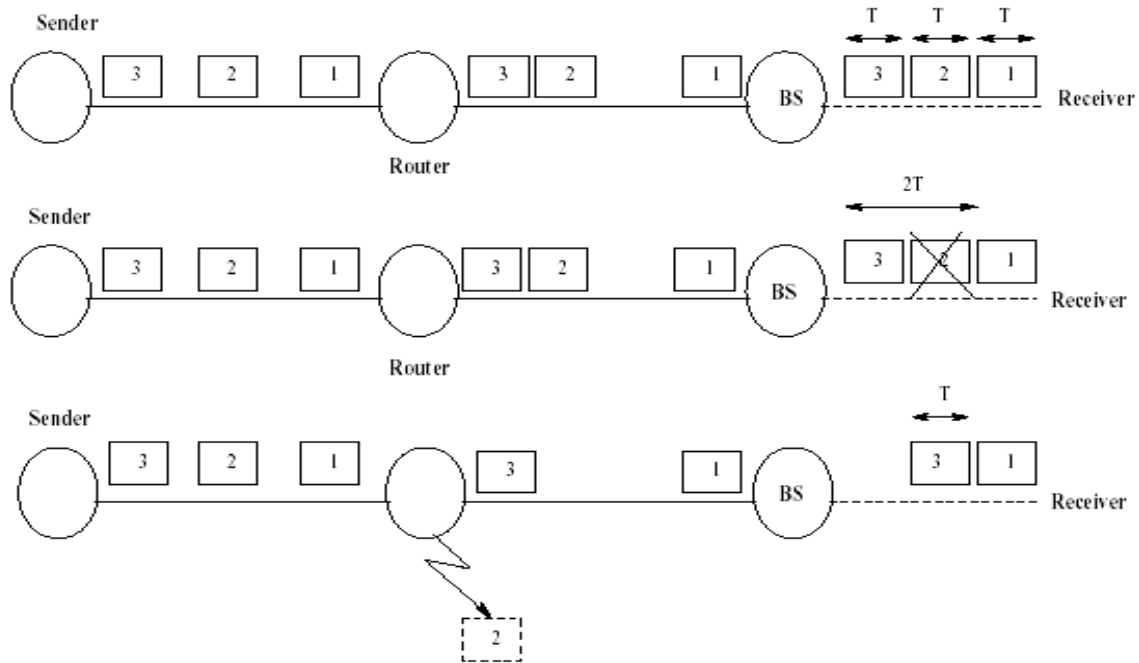 Sender
T T T
3 2 1 3 2 1 BS 3 2 1
Receiver
Router
Sender
2T
3 2 1 3 2 1 BS 3 2 1
Receiver
Router
Sender
T
3 2 1 3 1 BS 3 1
Receiver
2